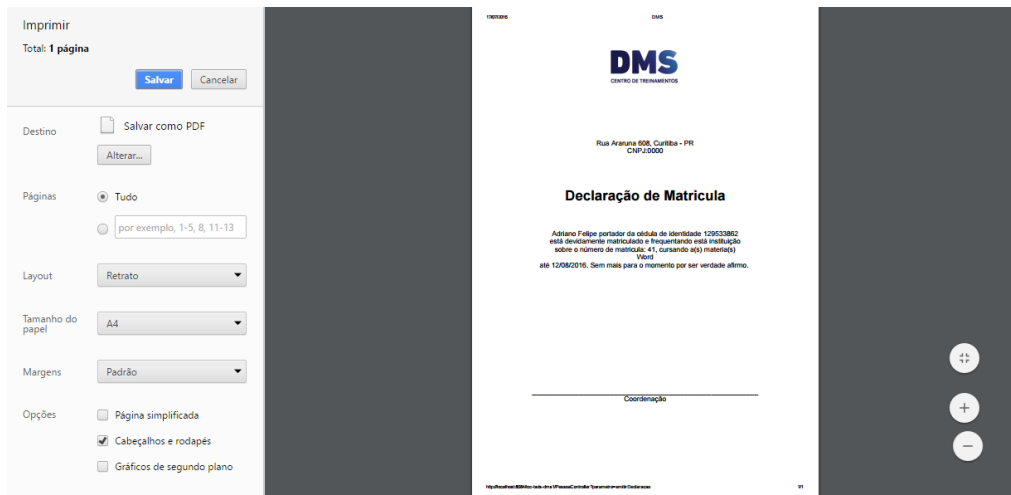 Imprimir
Total: 1 página
Salvar Cancelar
Destino Salvar como PDF
Alterar...
Páginas Tudo
por exemplo, 1-5, 8, 11-13
Layout Retrato
Tamanho do
papel A4
Margens Padrão
Opções Página simplificada
Cabeçalhos e rodapés
Gráficos de segundo plano
DMS
DMS
CENTRO DE TREINAMENTOS
Rua Araruna 608, Curitiba - PR
CNPJ:0000
Declaração de Matricula
Adriano Felipe portador da cédula de identidade 129533862
está devidamente matriculado e frequentando está instituição
sobre o número de matricula: 41, cursando a(s) materia(s)
Word
até 12/08/2016. Sem mais para o momento por ser verdade afirmo.
Coordenação
1/1